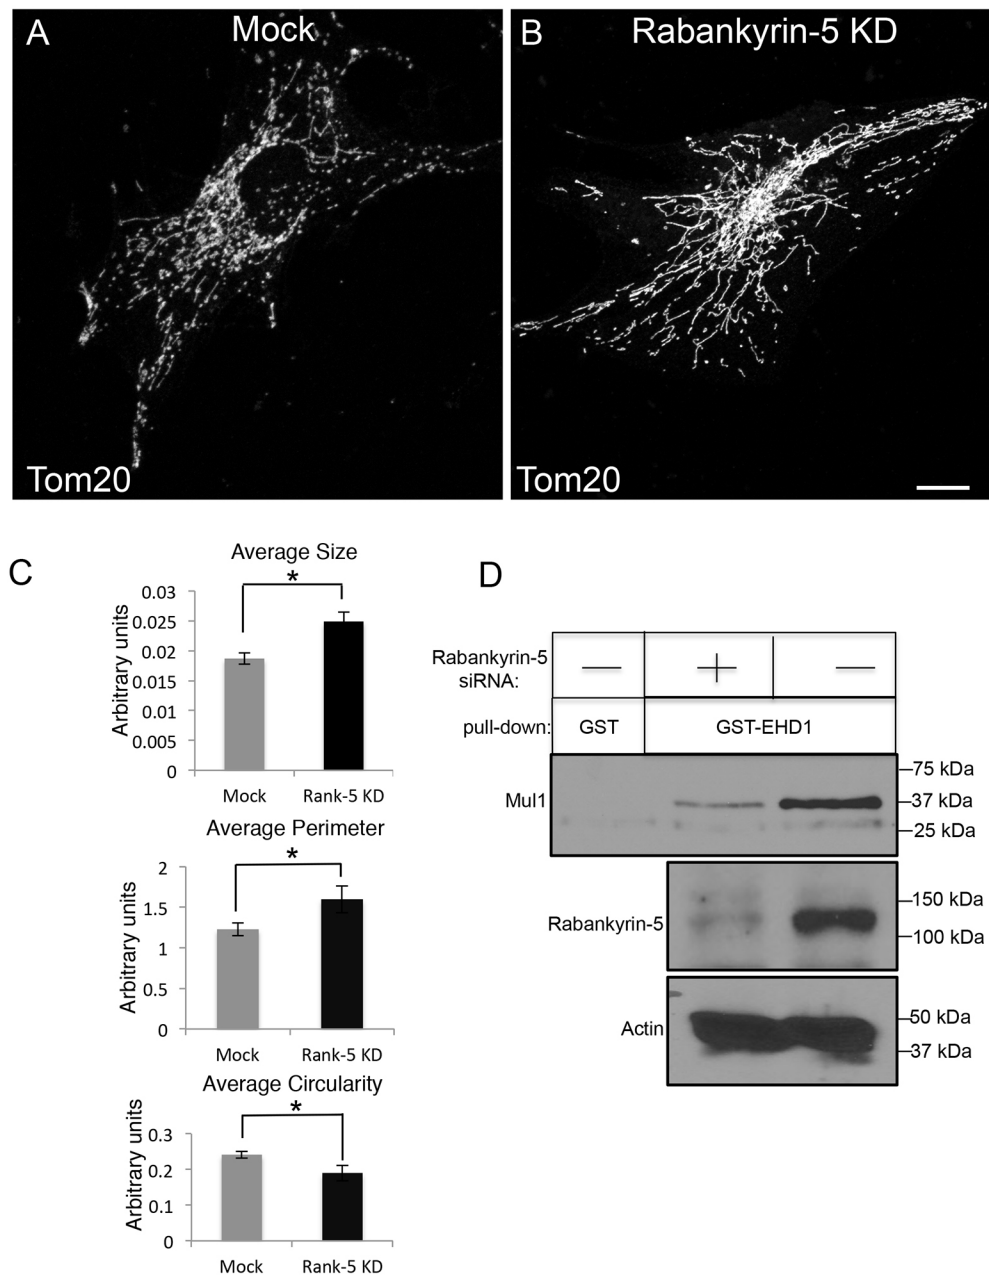 A
Mock
Tom20
B
Rabankyrin-5 KD
Tom20
C
Average Size
*
Arbitrary units
0.03
0.025
0.02
0.015
0.01
0.005
0
Mock
Rank-5 KD
Average Perimeter
*
Arbitrary units
2
1.5
1
0.5
0
Mock
Rank-5 KD
Average Circularity
*
Arbitrary units
0.3
0.2
0.1
0
Mock
Rank-5 KD
D
Rabankyrin-5
siRNA:
— + —
pull-down:
GST
GST-EHD1
Mul1
75 kDa
37 kDa
25 kDa
Rabankyrin-5
150 kDa
100 kDa
Actin
50 kDa
37 kDa